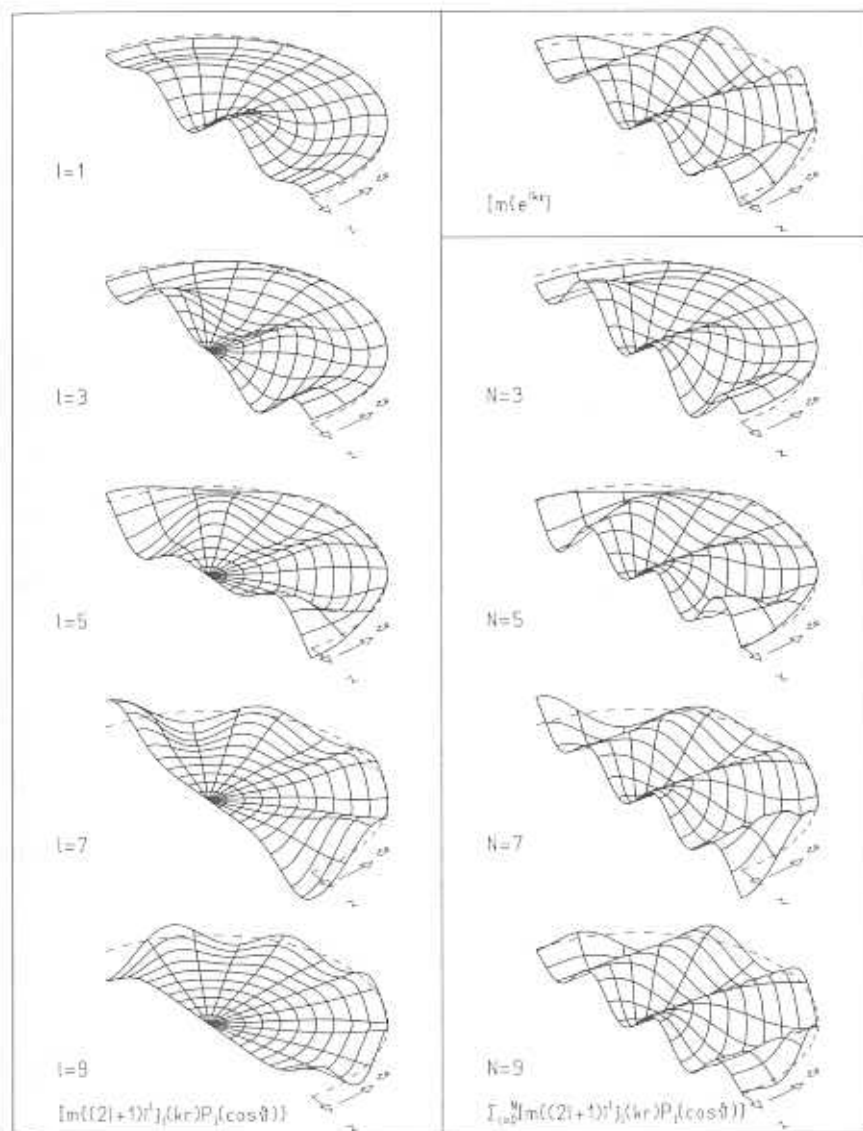 l=1
z
l=3
z
l=5
z
l=7
z
l=9
z
Im{(2l+1)i^l j_l(kr)P_l(cosϑ)}
Im{e^{ikz}}
z
N=3
z
N=5
z
N=7
z
N=9
z
Σ_{l=0}^N Im{(2l+1)i^l j_l(kr)P_l(cosϑ)}